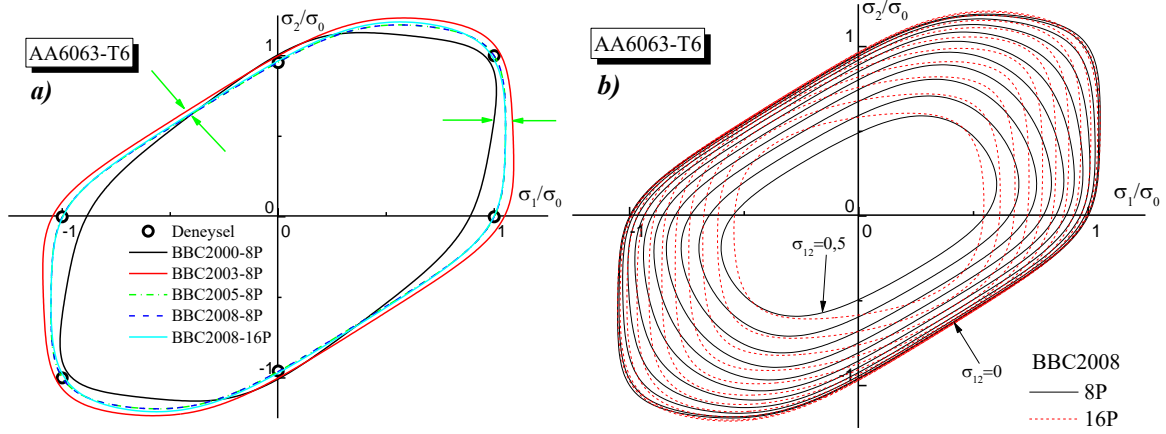 AA6063-T6
a)
σ2/σ0
1
σ1/σ0
0
-1
1
-1
Deneysel
BBC2000-8P
BBC2003-8P
BBC2005-8P
BBC2008-8P
BBC2008-16P
AA6063-T6
b)
σ2/σ0
1
σ1/σ0
0
-1
1
σ12=0,5
-1
σ12=0
BBC2008
8P
16P